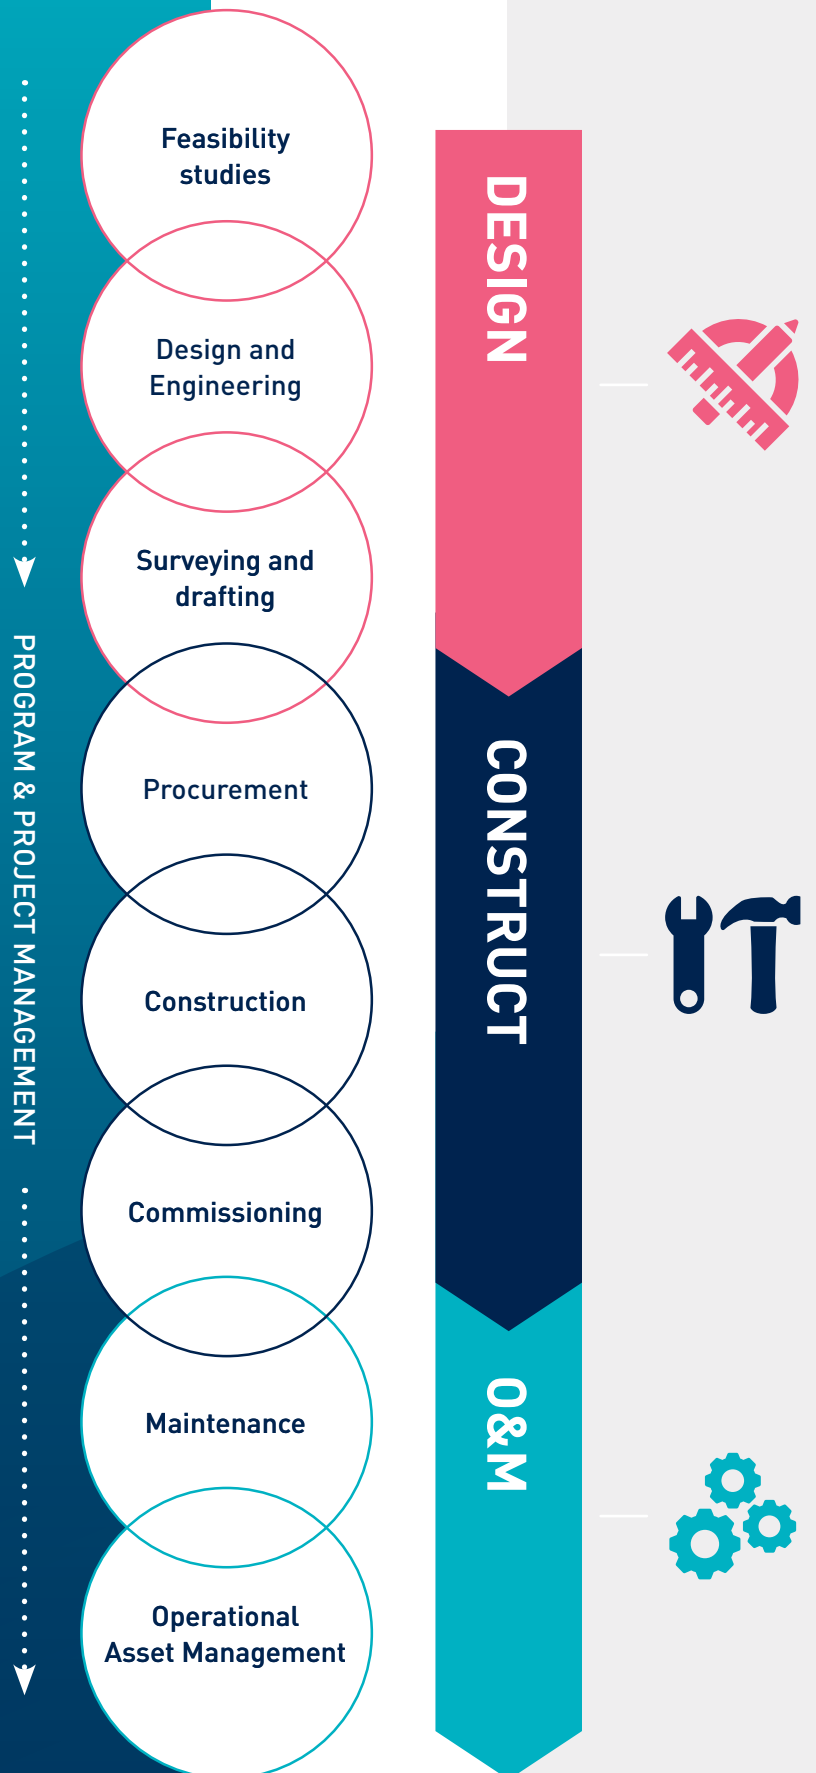 PROGRAM & PROJECT MANAGEMENT
Feasibility
studies
Design and
Engineering
Surveying and
drafting
Procurement
Construction
Commissioning
Maintenance
Operational
Asset Management
DESIGN
CONSTRUCT
O&M